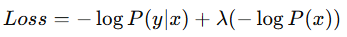 Loss = − log P(y|x) + λ(− log P(x))